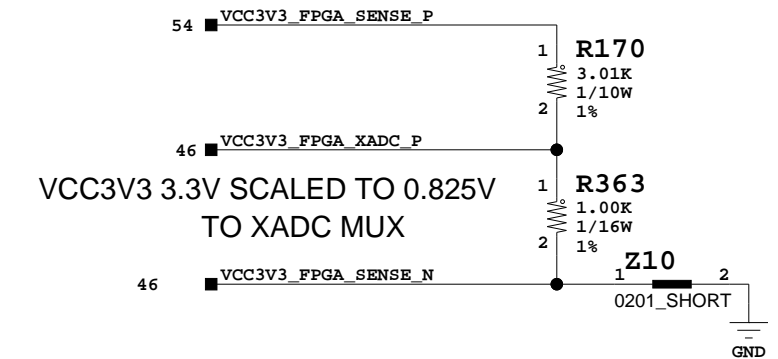 54 VCC3V3_FPGA_SENSE_P
1 R170
3.01K
1/10W
2 1%
46 VCC3V3_FPGA_XADC_P
VCC3V3 3.3V SCALED TO 0.825V
TO XADC MUX
1 R363
1.00K
1/16W
2 1%
46 VCC3V3_FPGA_SENSE_N
1 Z10 2
0201_SHORT
GND